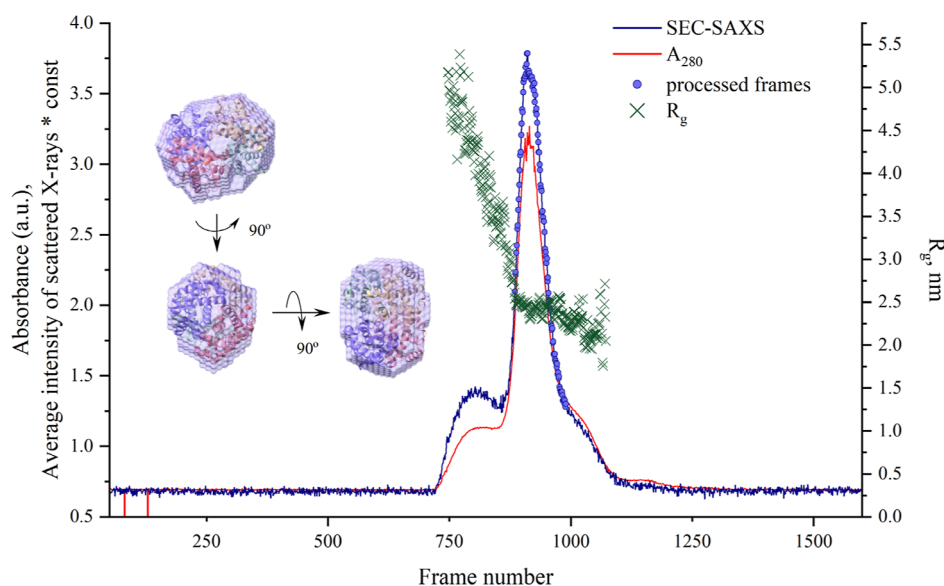 SEC-SAXS
A280
processed frames
Rg
Absorbance (a.u.),
Average intensity of scattered X-rays * const
4.0
3.5
3.0
2.5
2.0
1.5
1.0
0.5
90º
90º
5.5
5.0
4.5
4.0
3.5
3.0
2.5
2.0
1.5
1.0
0.5
0.0
Rg, nm
250
500
750
1000
1250
1500
Frame number